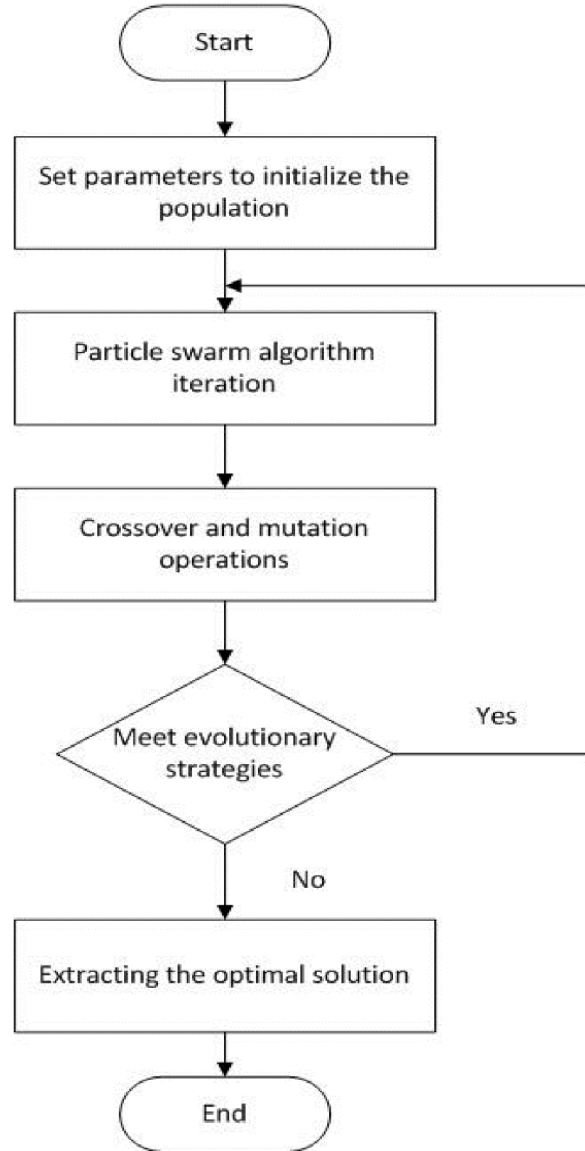 Start
Set parameters to initialize the
population
Particle swarm algorithm
iteration
Crossover and mutation
operations
Meet evolutionary
strategies
Yes
No
Extracting the optimal solution
End